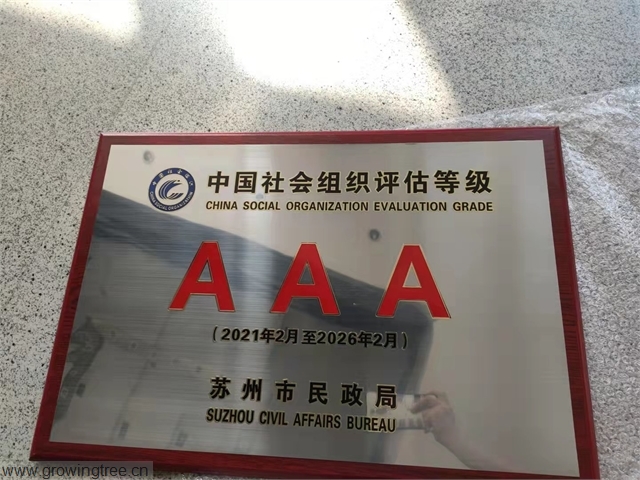 中国社会组织评估等级
CHINA SOCIAL ORGANIZATION EVALUATION GRADE
AAA
(2021年2月至2026年2月)
苏州市民政局
SUZHOU CIVIL AFFAIRS BUREAU
www.growingtree.cn